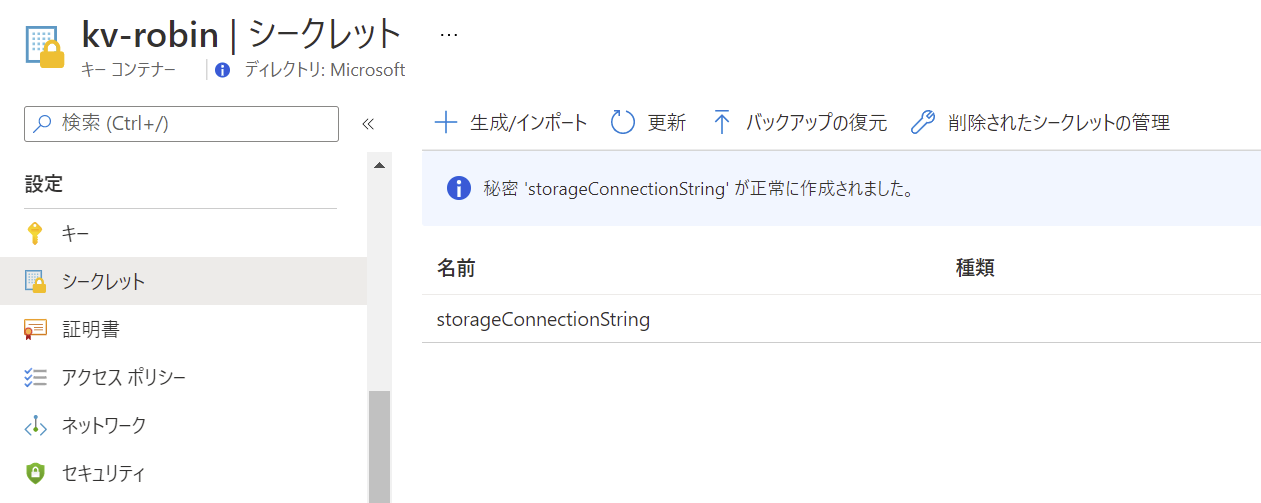 kv-robin | シークレット …
キー コンテナー ディレクトリ: Microsoft
検索 (Ctrl+/) «
生成/インポート 更新 バックアップの復元 削除されたシークレットの管理
設定
キー
シークレット
証明書
アクセス ポリシー
ネットワーク
セキュリティ
秘密 'storageConnectionString' が正常に作成されました。
名前 種類
storageConnectionString